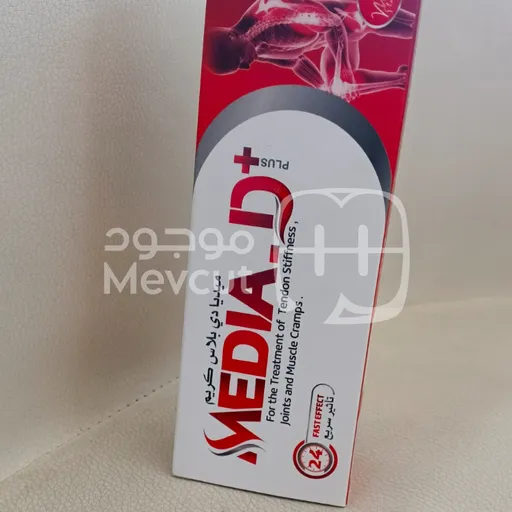 MEDIA-D+
PLUS
ميديا دي بلاس كريم
For the Treatment of Tendon Stiffness ,
Joints and Muscle Cramps .
24
FAST EFFECT
تأثير سريع
موجود
Mevcut